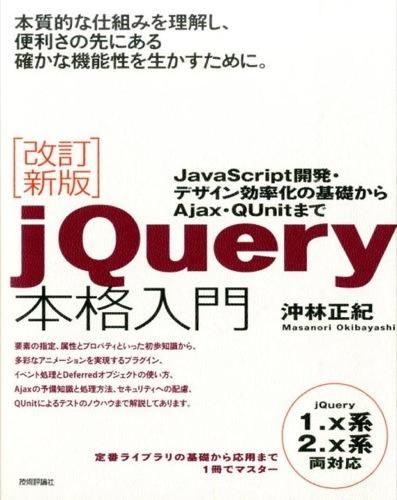 本質的な仕組みを理解し、
便利さの先にある
確かな機能性を生かすために。
[改訂
新版]
JavaScript開発・
デザイン効率化の基礎から
Ajax・QUnitまで
jQuery
本格入門
沖林正紀
Masanori Okibayashi
要素の指定、属性とプロパティといった初歩知識から、
多彩なアニメーションを実現するプラグイン、
イベント処理とDeferredオブジェクトの使い方、
Ajaxの予備知識と処理方法、セキュリティへの配慮、
QUnitによるテストのノウハウまで解説してあります。
jQuery
1.x系
2.x系
両対応
定番ライブラリの基礎から応用まで
1冊でマスター
技術評論社